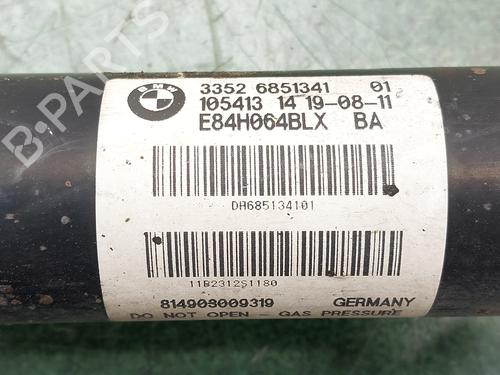 BMW
3352 6851341 01
105413 14 19-08-11
E84H064BLX BA
DH685134101
11B2312S1180
814903009319 GERMANY
DO NOT OPEN - GAS PRESSURE